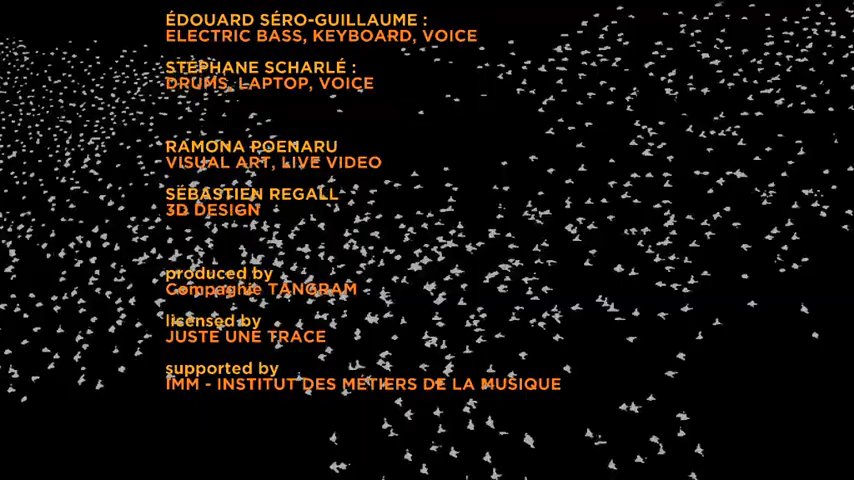 ÉDOUARD SÉRO-GUILLAUME :
ELECTRIC BASS, KEYBOARD, VOICE
STÉPHANE SCHARLÉ :
DRUMS, LAPTOP, VOICE
RAMONA POENARU
VISUAL ART, LIVE VIDEO
SÉBASTIEN REGALL
3D DESIGN
produced by
Compagnie TANGRAM
licensed by
JUSTE UNE TRACE
supported by
IMM - INSTITUT DES MÉTIERS DE LA MUSIQUE